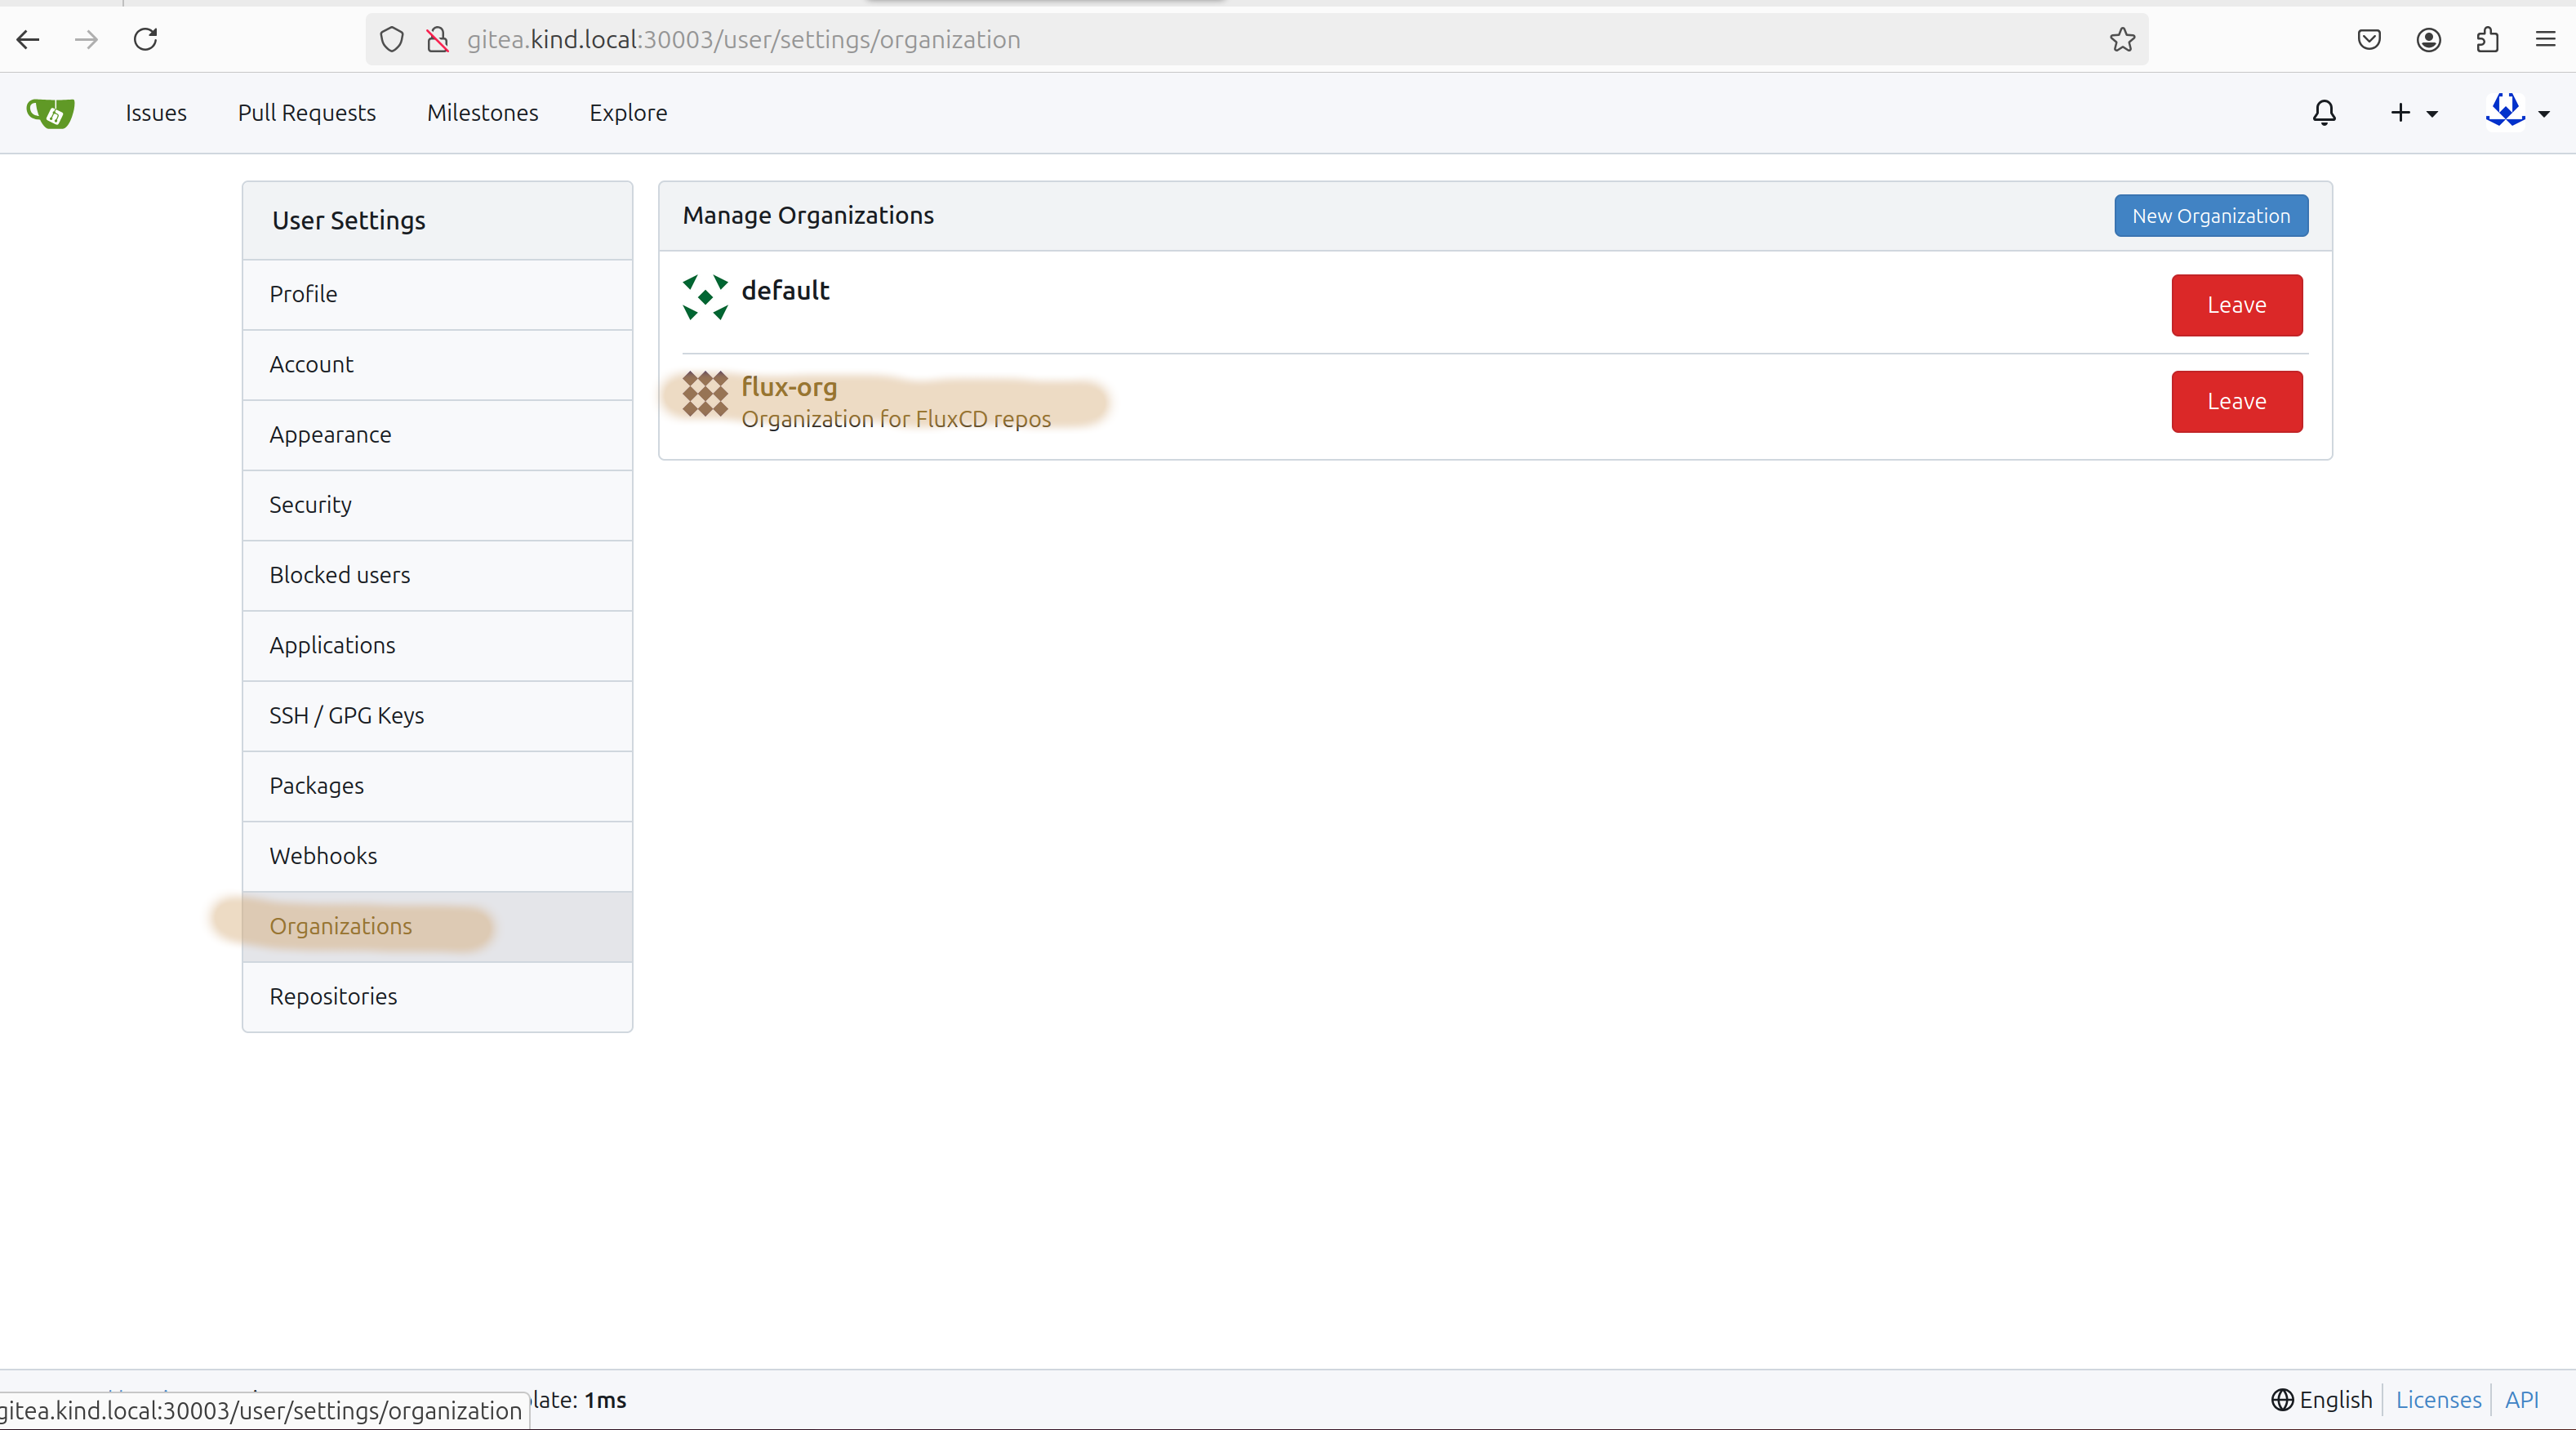 gitea.kind.local:30003/user/settings/organization
Issues Pull Requests Milestones Explore
User Settings
Profile
Account
Appearance
Security
Blocked users
Applications
SSH / GPG Keys
Packages
Webhooks
Organizations
Repositories
Manage Organizations New Organization
default Leave
flux-org Leave
Organization for FluxCD repos
gitea.kind.local:30003/user/settings/organization
1ms
English Licenses API